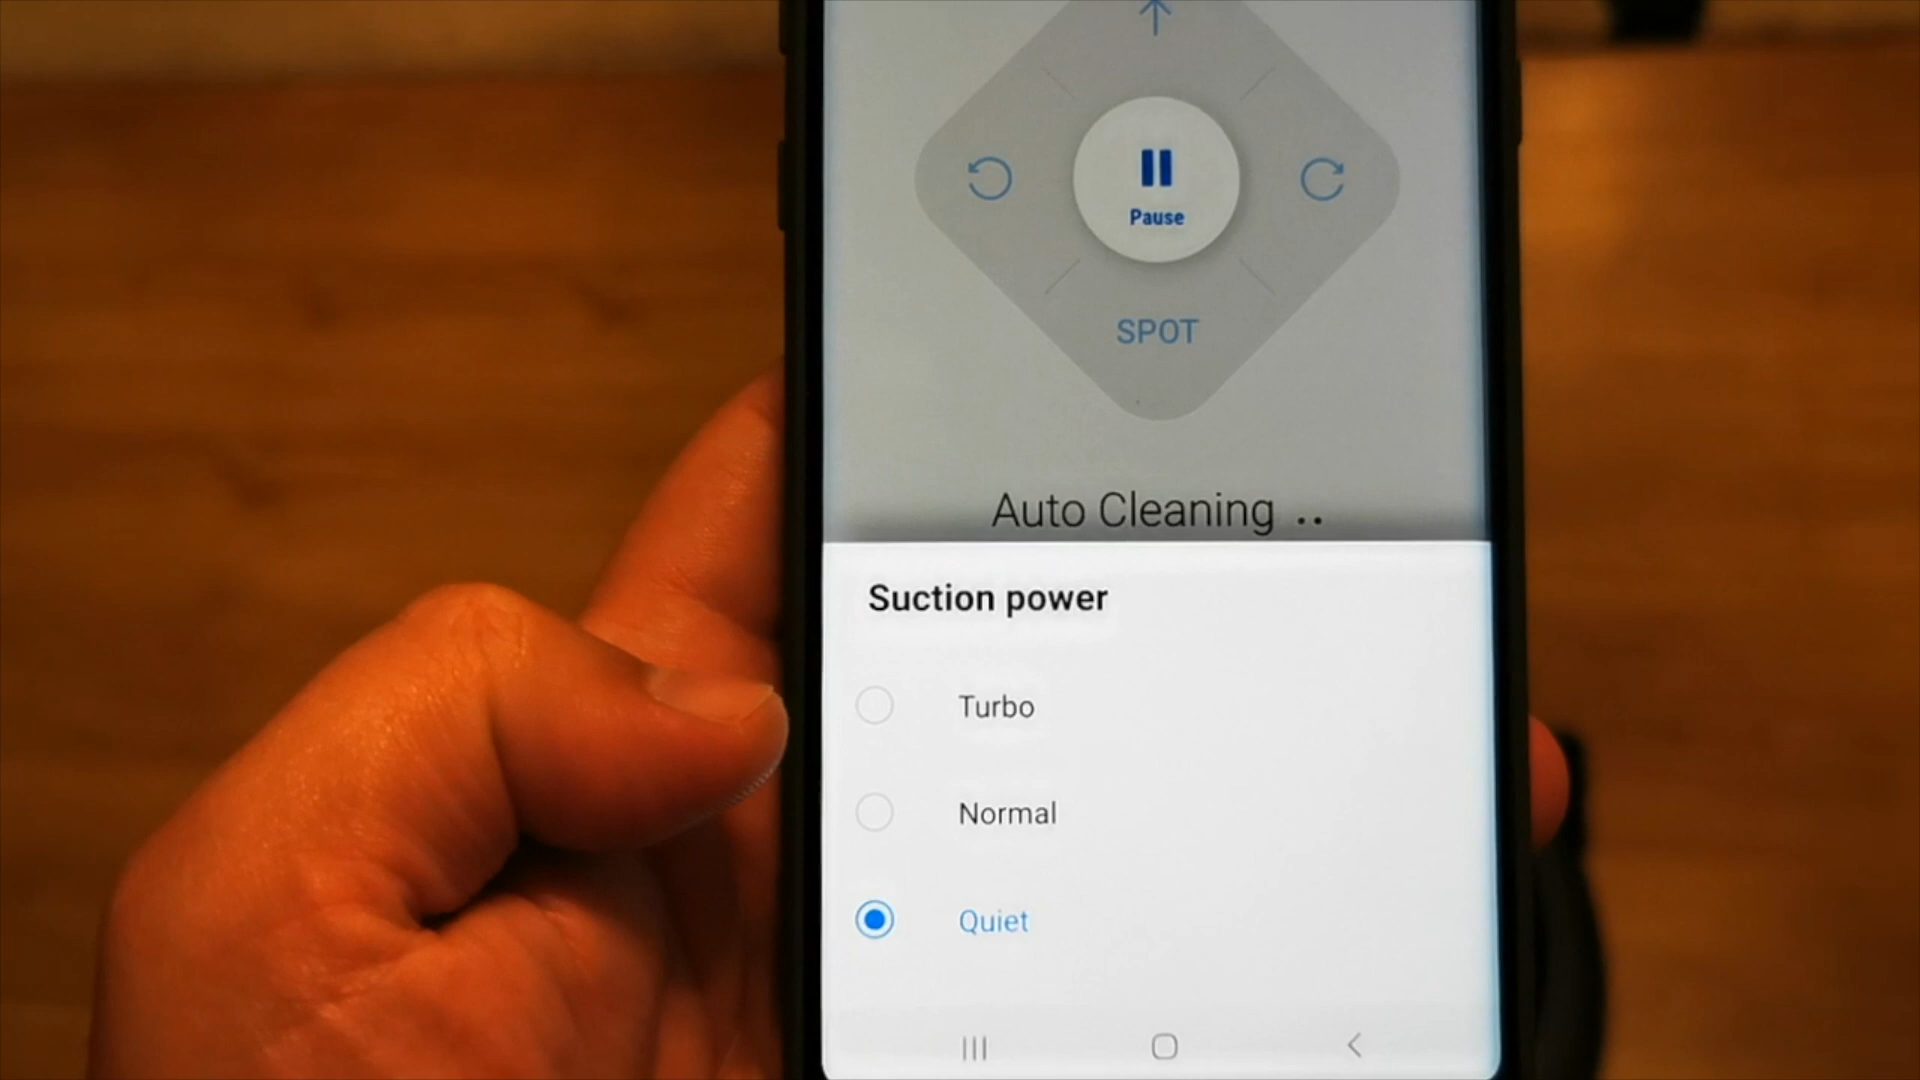 Pause
SPOT
Auto Cleaning ..
Suction power
Turbo
Normal
Quiet